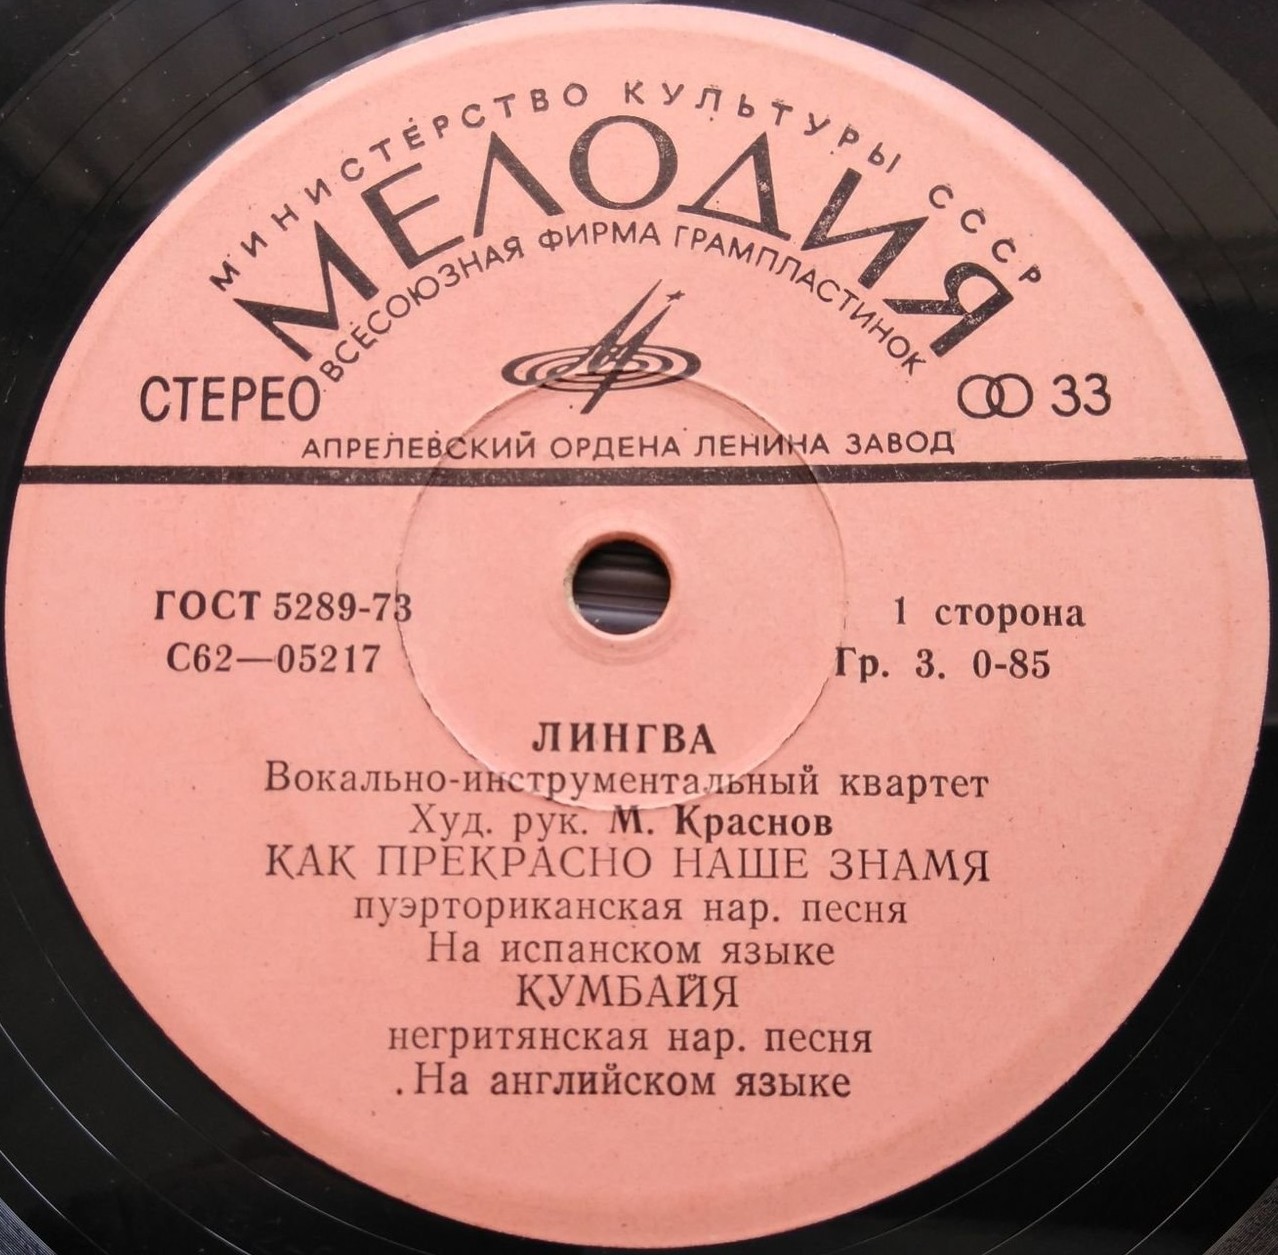 МИНИСТЕРСТВО КУЛЬТУРЫ СССР
МЕЛОДИЯ
ВСЕСОЮЗНАЯ ФИРМА ГРАМПЛАСТИНОК
СТЕРЕО
33
АПРЕЛЕВСКИЙ ОРДЕНА ЛЕНИНА ЗАВОД
ГОСТ 5289-73
С62—05217
1 сторона
Гр. 3. 0-85
ЛИНГВА
Вокально-инструментальный квартет
Худ. рук. М. Краснов
КАК ПРЕКРАСНО НАШЕ ЗНАМЯ
пуэрториканская нар. песня
На испанском языке
КУМБАЙЯ
негритянская нар. песня
На английском языке